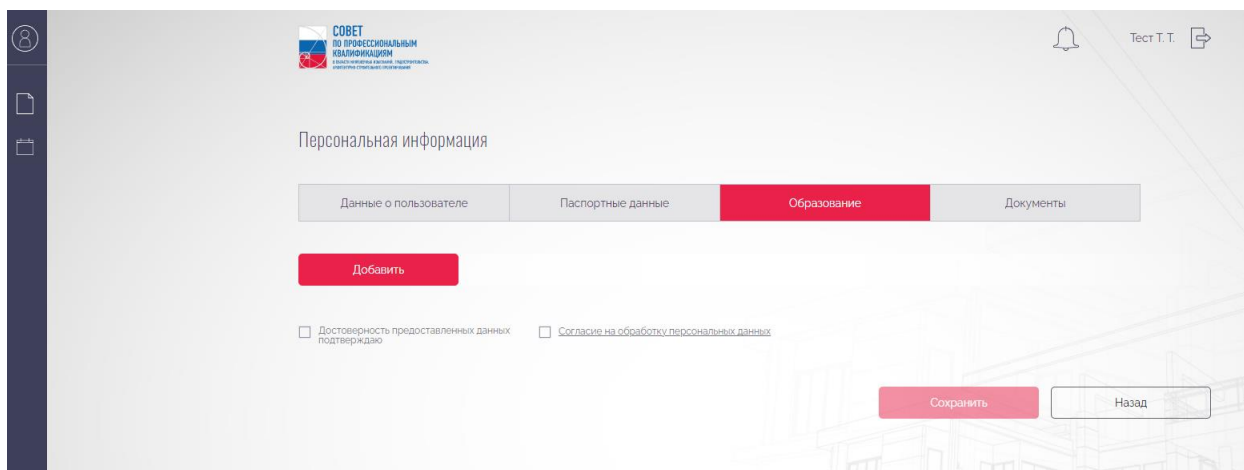 СОВЕТ
ПО ПРОФЕССИОНАЛЬНЫМ
КВАЛИФИКАЦИЯМ
Тест Т. Т.
Персональная информация
Данные о пользователе
Паспортные данные
Образование
Документы
Добавить
Достоверность предоставленных данных
подтверждаю
Согласие на обработку персональных данных
Сохранить
Назад